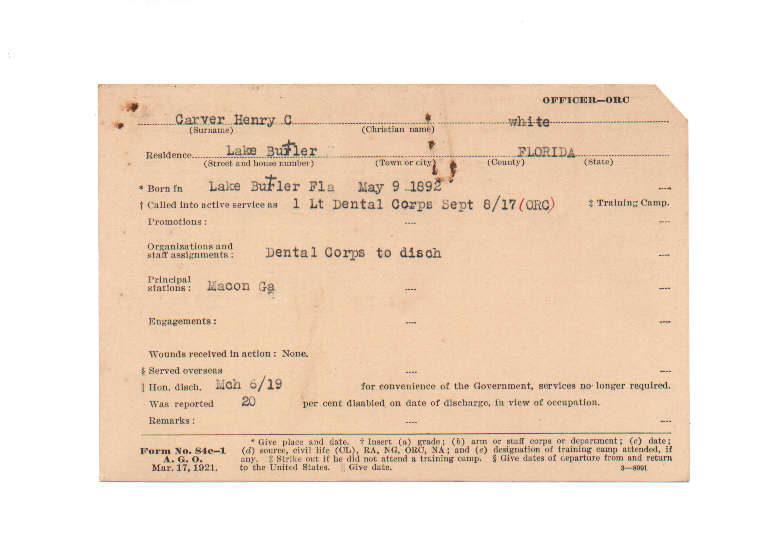 OFFICER—ORC
Carver Henry C white
(Surname) (Christian name)
Residence Lake Butler FLORIDA
(Street and house number) (Town or city) (County) (State)
* Born in Lake Butler Fla May 9 1892 ----
† Called into active service as 1 Lt Dental Corps Sept 8/17 (ORC) ‡ Training Camp.
Promotions: ---- ----
Organizations and
staff assignments: Dental Corps to disch ----
Principal
stations: Macon Ga ---- ----
Engagements: ---- ----
Wounds received in action: None.
§ Served overseas ---- ----
‖ Hon. disch. Mch 6/19 for convenience of the Government, services no longer required.
Was reported 20 per cent disabled on date of discharge, in view of occupation.
Remarks: ---- ----
Form No. 84c–1
A. G. O.
Mar. 17, 1921.
* Give place and date. † Insert (a) grade; (b) arm or staff corps or department; (c) date;
(d) source, civil life (CL), RA, NG, ORC, NA; and (e) designation of training camp attended, if
any. ‡ Strike out if he did not attend a training camp. § Give dates of departure from and return
to the United States. ‖ Give date. 3—8091